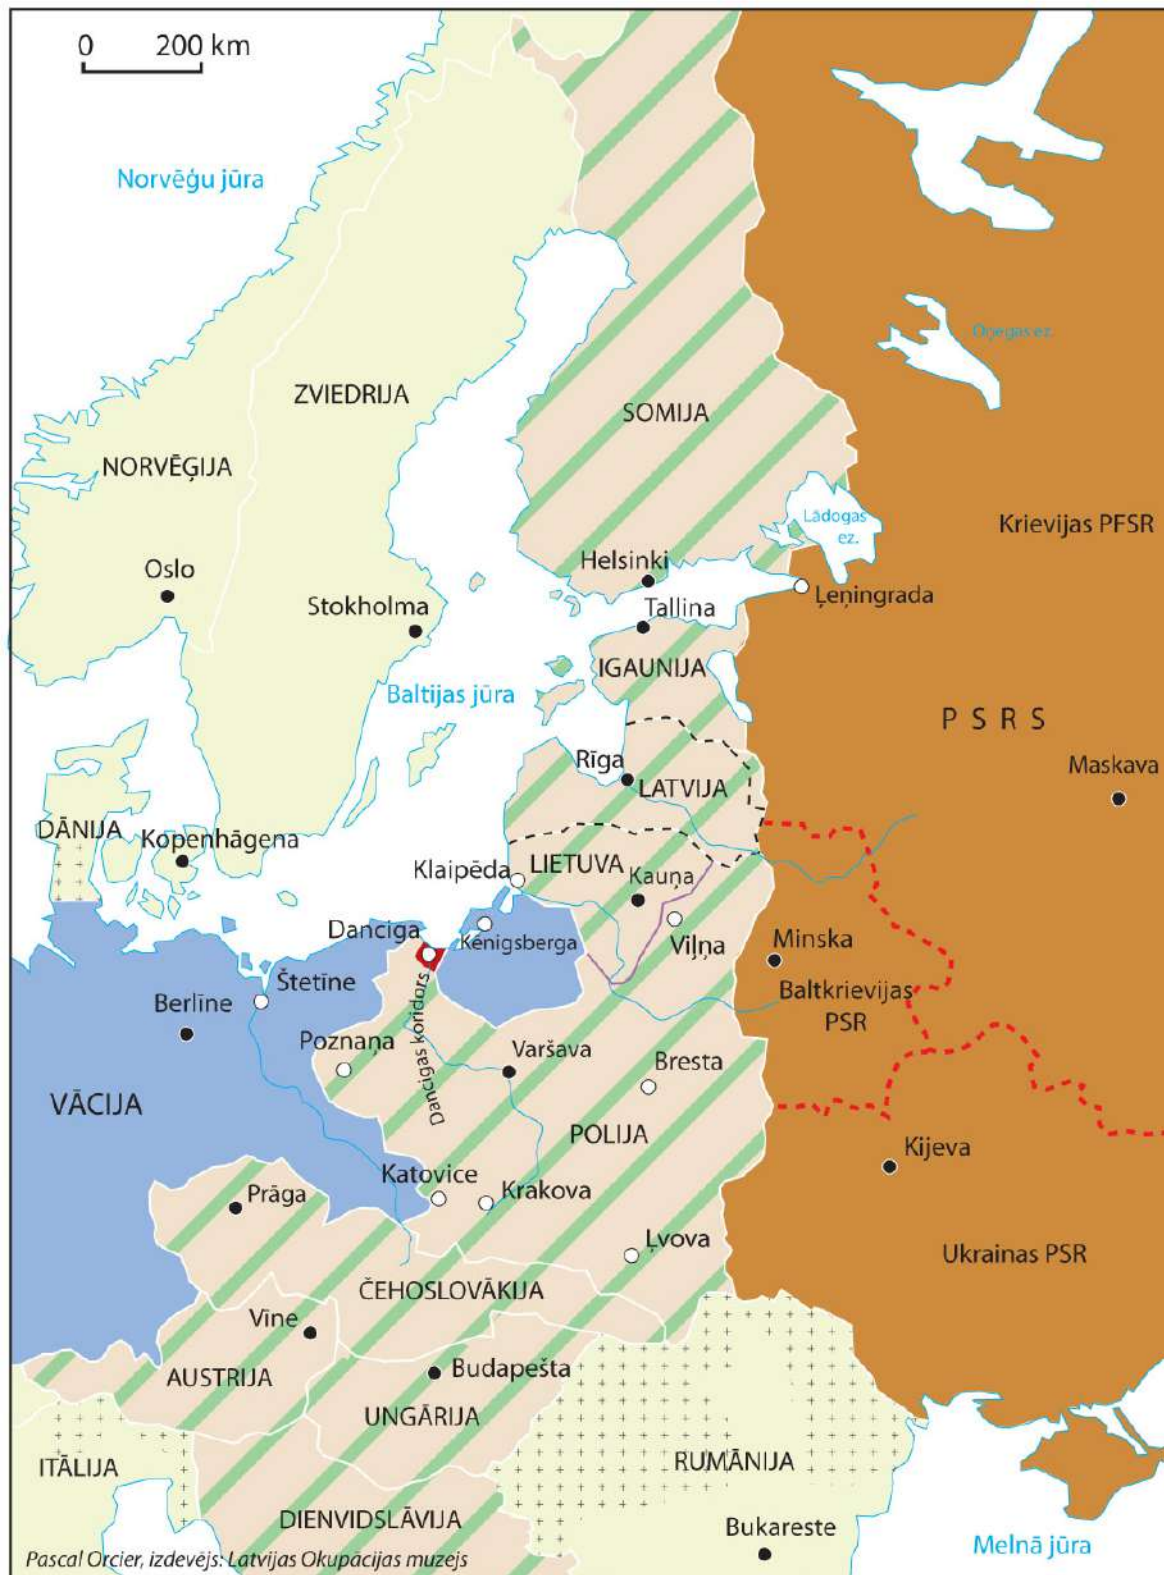 0 200 km
Norvēģu jūra
Oņegas ez.
ZVIEDRIJA
SOMIJA
NORVĒĢIJA
Lādogas
ez.
Krievijas PFSR
Helsinki
Oslo
Ļeņingrada
Stokholma
Tallina
IGAUNIJA
Baltijas jūra
PSRS
Rīga
LATVIJA
Maskava
DĀNIJA
Kopenhāgena
LIETUVA
Klaipēda
Kauņa
Viļņa
Danciga
Kēnigsberga
Minska
Štetīne
Baltkrievijas
PSR
Berlīne
Dancigas koridors
Poznaņa
Varšava
Bresta
VĀCIJA
POLIJA
Kijeva
Katovice
Krakova
Prāga
Ļvova
Ukrainas PSR
ČEHOSLOVĀKIJA
Vīne
AUSTRIJA
Budapešta
UNGĀRIJA
ITĀLIJA
RUMĀNIJA
DIENVIDSLĀVIJA
Bukareste
Melnā jūra
Pascal Orcier, izdevējs: Latvijas Okupācijas muzejs